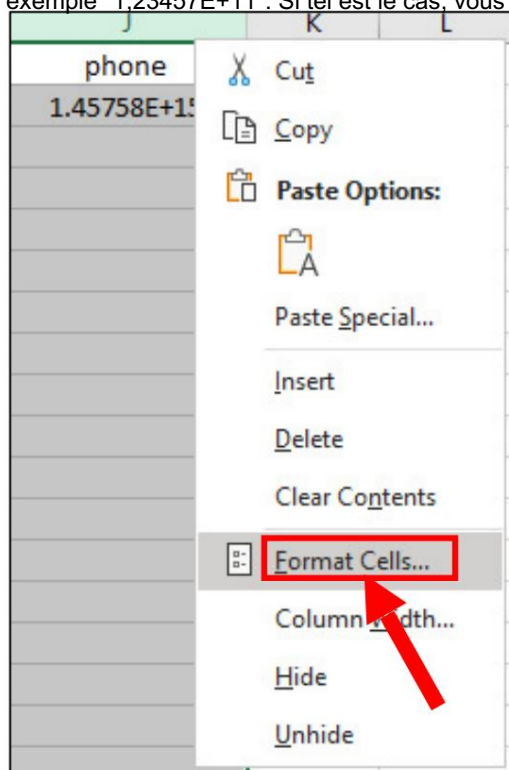 exemple "1,23457E+11". Si tel est le cas, vous
J K L
phone
1.45758E+15
Cut
Copy
Paste Options:
Paste Special...
Insert
Delete
Clear Contents
Format Cells...
Column Width...
Hide
Unhide